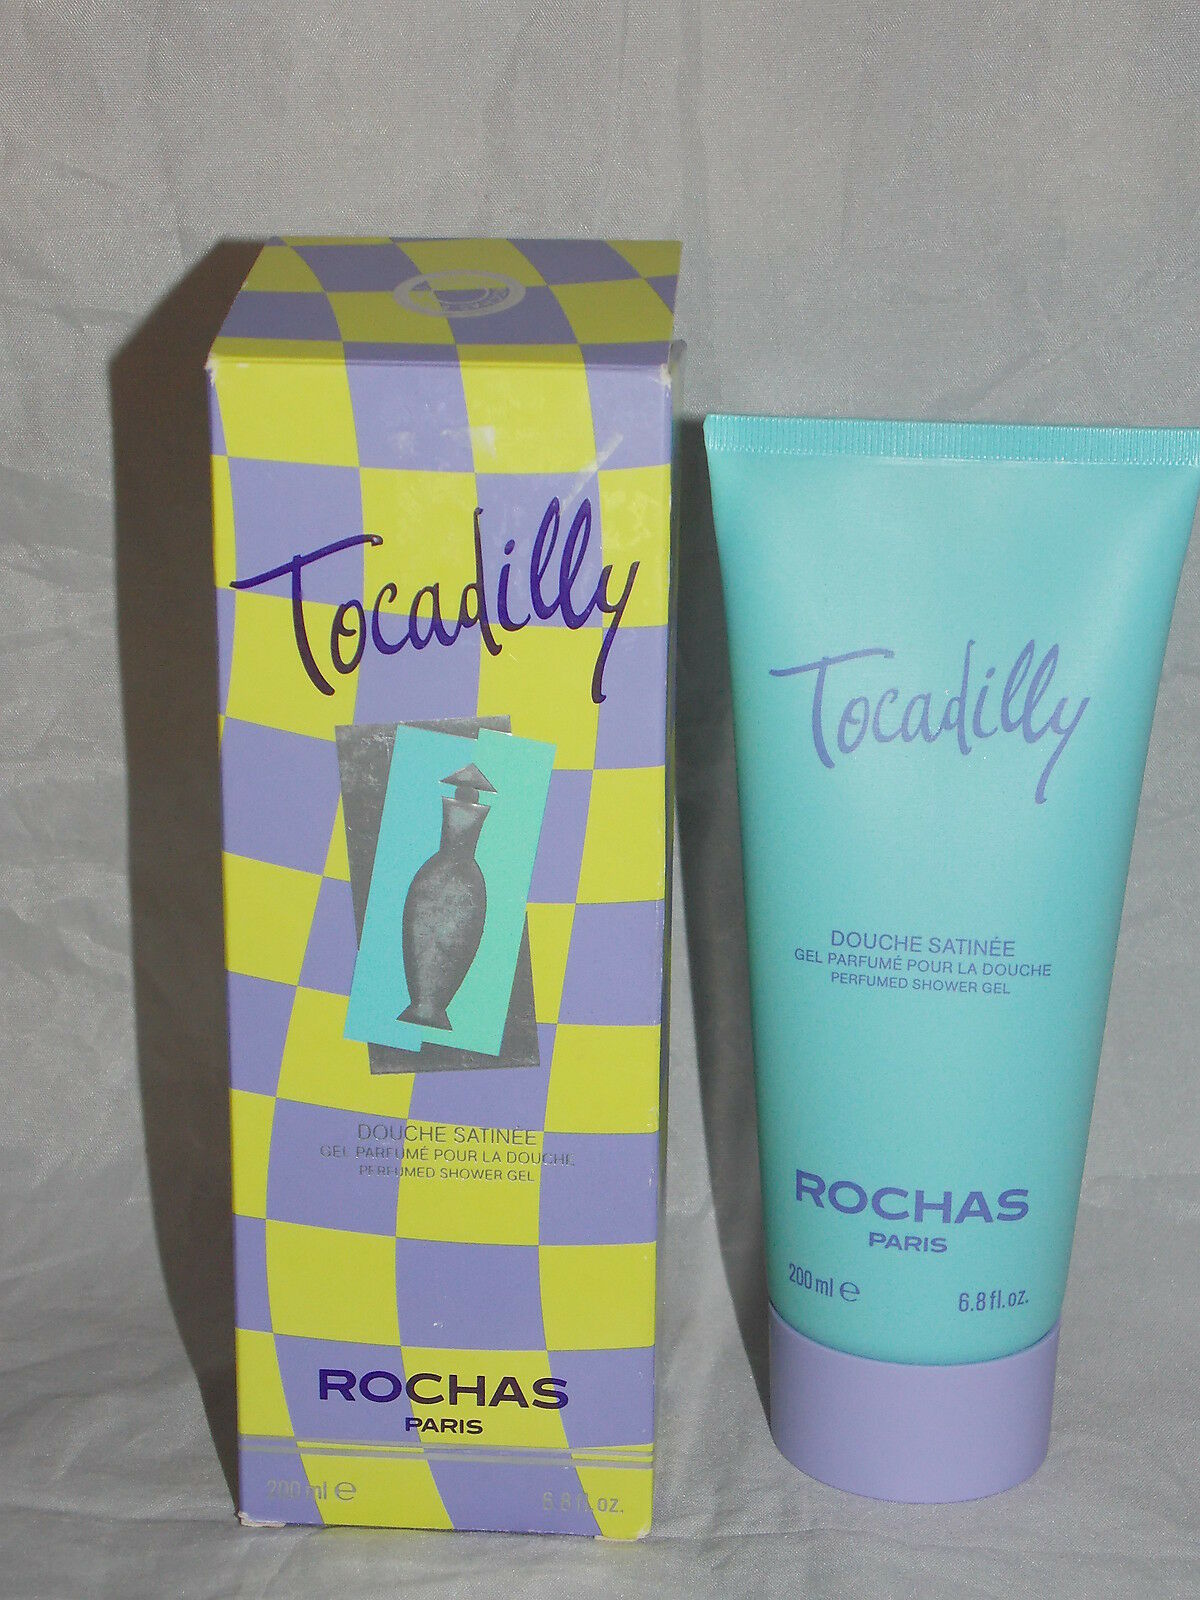 Tocadilly
DOUCHE SATINÉE
GEL PARFUMÉ POUR LA DOUCHE
PERFUMED SHOWER GEL
ROCHAS
PARIS
200 ml e
6.8 fl.oz.
Tocadilly
DOUCHE SATINÉE
GEL PARFUMÉ POUR LA DOUCHE
PERFUMED SHOWER GEL
ROCHAS
PARIS
200 ml e
6.8 fl.oz.